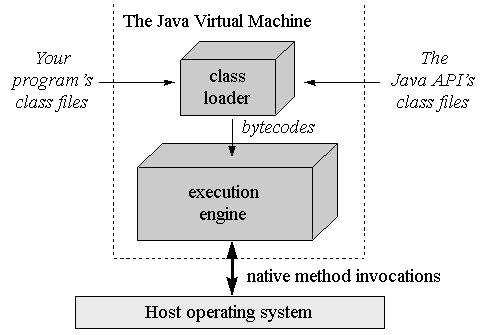 The Java Virtual Machine
Your
program's
class files
class
loader
The
Java API's
class files
bytecodes
execution
engine
native method invocations
Host operating system